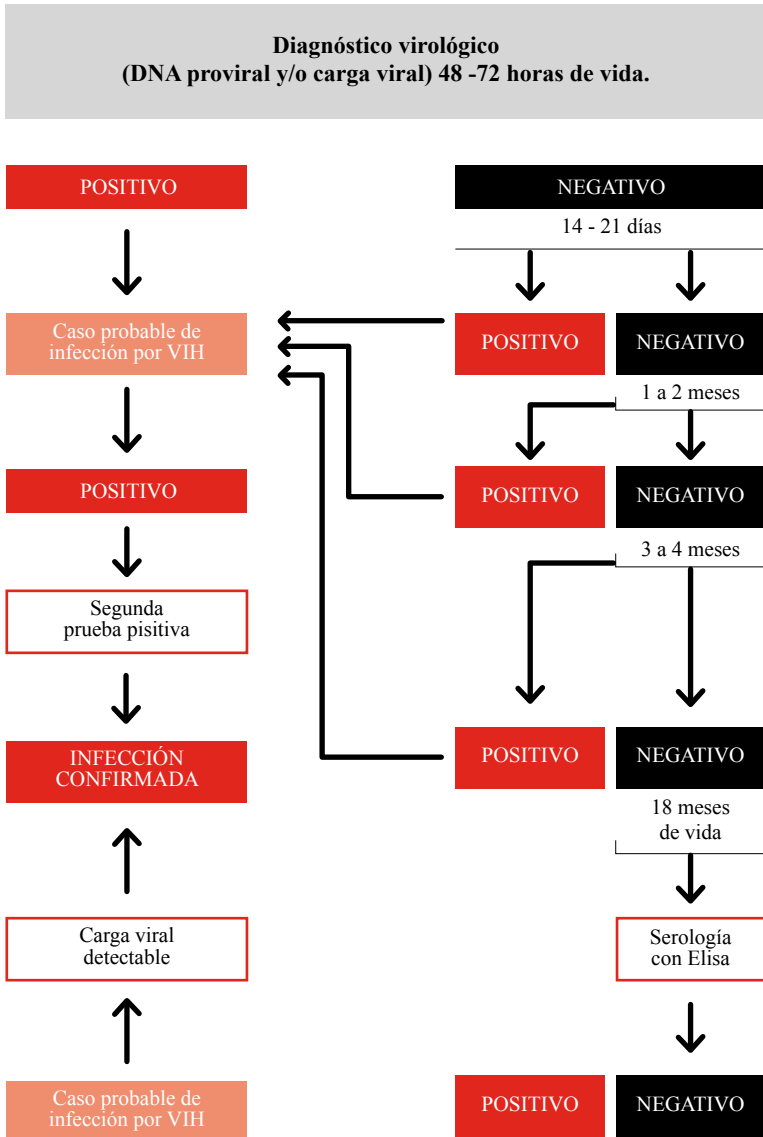 Diagnóstico virológico
(DNA proviral y/o carga viral) 48 -72 horas de vida.
POSITIVO
NEGATIVO
14 - 21 días
Caso probable de
infección por VIH
POSITIVO
NEGATIVO
1 a 2 meses
POSITIVO
POSITIVO
NEGATIVO
3 a 4 meses
Segunda
prueba pisitiva
INFECCIÓN
CONFIRMADA
POSITIVO
NEGATIVO
18 meses
de vida
Carga viral
detectable
Serología
con Elisa
Caso probable de
infección por VIH
POSITIVO
NEGATIVO